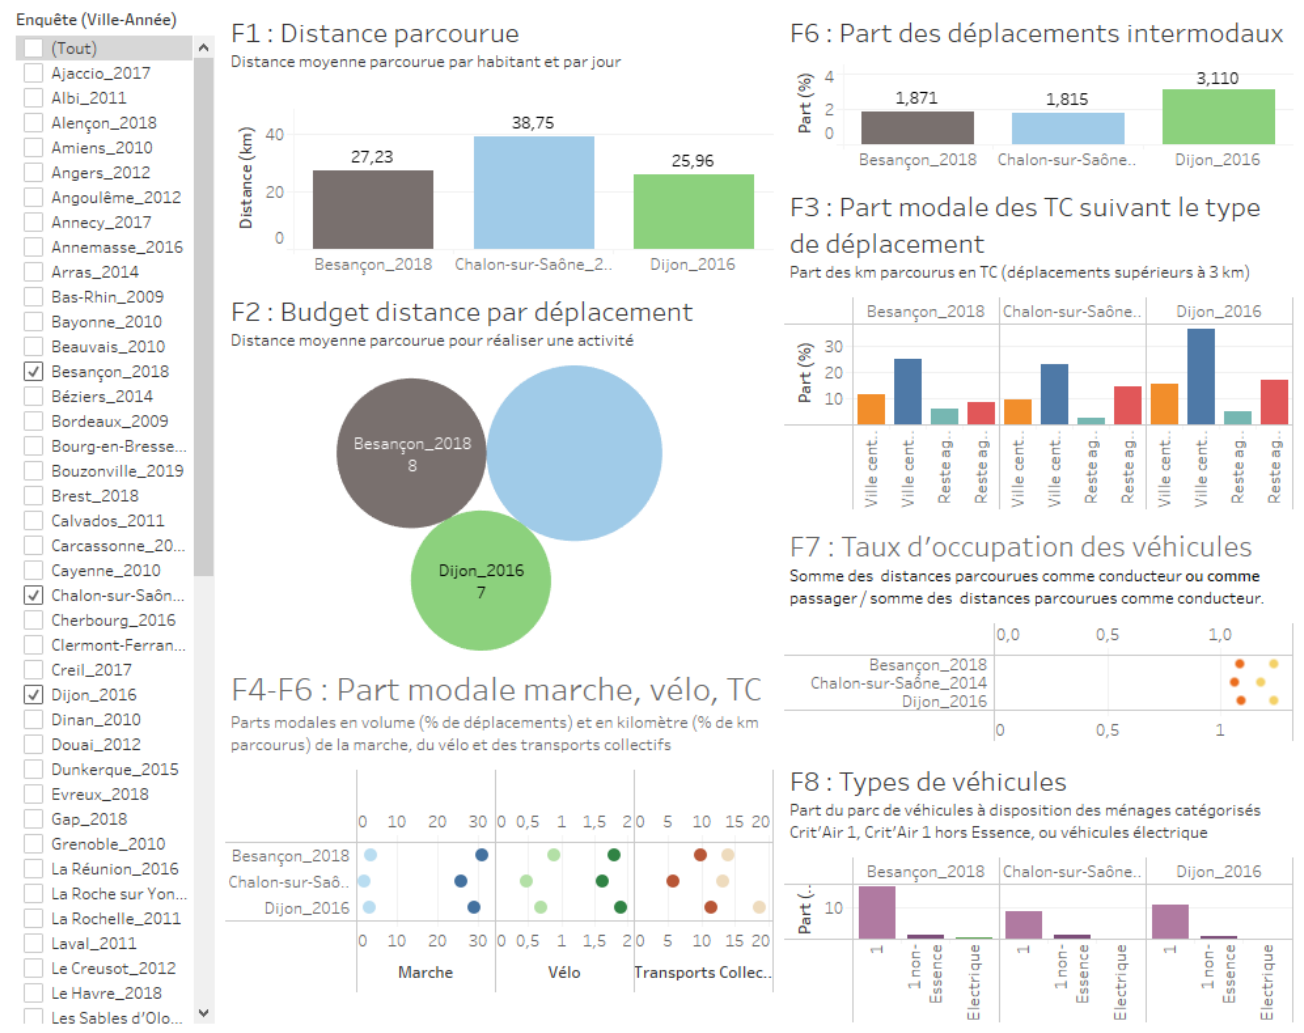 Enquête (Ville-Année)
(Tout)
Ajaccio_2017
Albi_2011
Alençon_2018
Amiens_2010
Angers_2012
Angoulême_2012
Annecy_2017
Annemasse_2016
Arras_2014
Bas-Rhin_2009
Bayonne_2010
Beauvais_2010
Besançon_2018
Béziers_2014
Bordeaux_2009
Bourg-en-Bresse...
Bouzonville_2019
Brest_2018
Calvados_2011
Carcassonne_20...
Cayenne_2010
Chalon-sur-Saôn...
Cherbourg_2016
Clermont-Ferran...
Creil_2017
Dijon_2016
Dinan_2010
Douai_2012
Dunkerque_2015
Evreux_2018
Gap_2018
Grenoble_2010
La Réunion_2016
La Roche sur Yon...
La Rochelle_2011
Laval_2011
Le Creusot_2012
Le Havre_2018
Les Sables d'Olo...
F1 : Distance parcourue
Distance moyenne parcourue par habitant et par jour
Distance (km)
40
20
0
27,23
38,75
25,96
Besançon_2018
Chalon-sur-Saône_2..
Dijon_2016
F2 : Budget distance par déplacement
Distance moyenne parcourue pour réaliser une activité
Besançon_2018
8
Dijon_2016
7
F4-F6 : Part modale marche, vélo, TC
Parts modales en volume (% de déplacements) et en kilomètre (% de km
parcourus) de la marche, du vélo et des transports collectifs
0 10 20 30 0 0,5 1 1,5 2 0 5 10 15 20
Besançon_2018
Chalon-sur-Saô..
Dijon_2016
0 10 20 30 0 0,5 1 1,5 2 0 5 10 15 20
Marche
Vélo
Transports Collec..
F6 : Part des déplacements intermodaux
Part (%)
4
2
0
1,871
1,815
3,110
Besançon_2018
Chalon-sur-Saône..
Dijon_2016
F3 : Part modale des TC suivant le type
de déplacement
Part des km parcourus en TC (déplacements supérieurs à 3 km)
Besançon_2018
Chalon-sur-Saône..
Dijon_2016
Part (%)
30
20
10
Ville cent..
Ville cent..
Reste ag..
Reste ag..
Ville cent..
Ville cent..
Reste ag..
Reste ag..
Ville cent..
Ville cent..
Reste ag..
Reste ag..
F7 : Taux d'occupation des véhicules
Somme des distances parcourues comme conducteur ou comme
passager / somme des distances parcourues comme conducteur.
0,0 0,5 1,0
Besançon_2018
Chalon-sur-Saône_2014
Dijon_2016
0 0,5 1
F8 : Types de véhicules
Part du parc de véhicules à disposition des ménages catégorisés
Crit'Air 1, Crit'Air 1 hors Essence, ou véhicules électrique
Besançon_2018
Chalon-sur-Saône..
Dijon_2016
Part (..
10
1
1 non-
Essence
Electrique
1
1 non-
Essence
Electrique
1
1 non-
Essence
Electrique